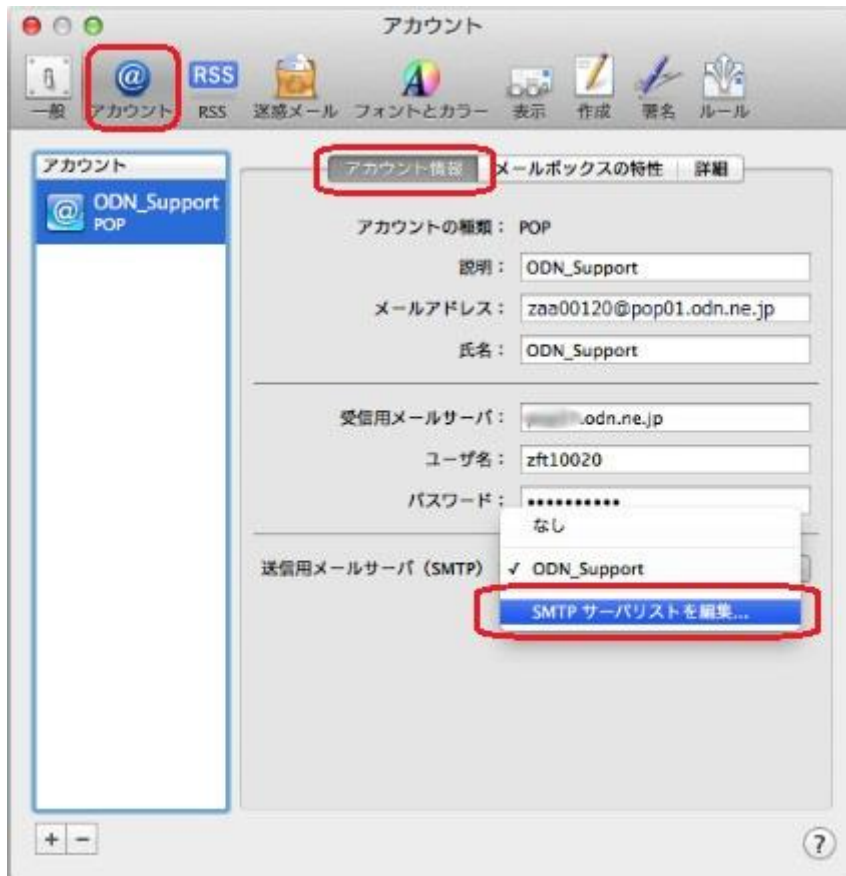 アカウント
RSS
一般 アカウント RSS 迷惑メール フォントとカラー 表示 作成 署名 ルール
アカウント
アカウント情報 メールボックスの特性 詳細
ODN_Support
POP
アカウントの種類： POP
説明： ODN_Support
メールアドレス： zaa00120@pop01.odn.ne.jp
氏名： ODN_Support
受信用メールサーバ： .odn.ne.jp
ユーザ名： zft10020
パスワード： ••••••••••
なし
送信用メールサーバ（SMTP） ✓ ODN_Support
SMTP サーバリストを編集...
+ − ?